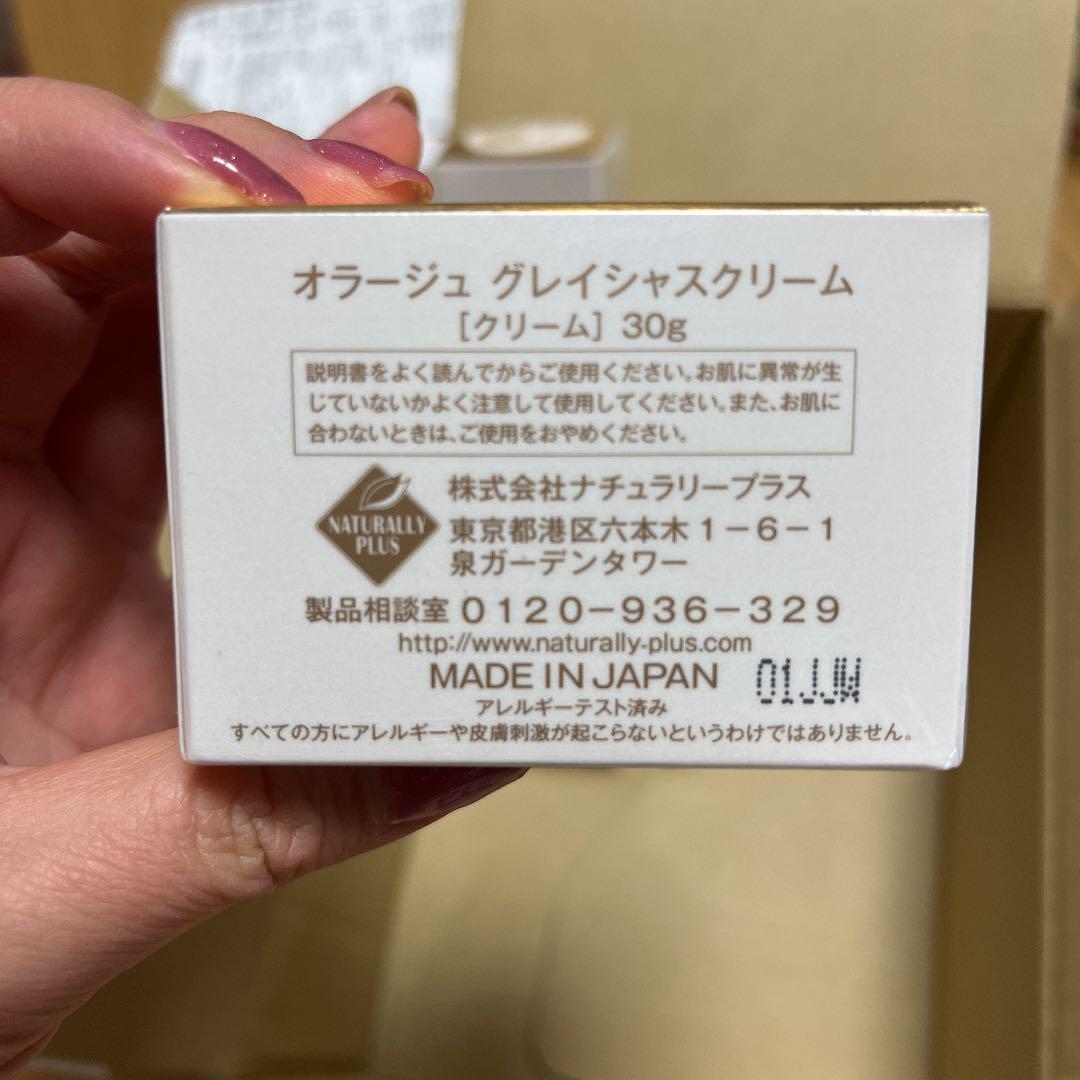 オラージュ グレイシャスクリーム
[クリーム] 30g
説明書をよく読んでからご使用ください。お肌に異常が生
じていないかよく注意して使用してください。また、お肌に
合わないときは、ご使用をおやめください。
NATURALLY
PLUS
株式会社ナチュラリープラス
東京都港区六本木1-6-1
泉ガーデンタワー
製品相談室 0120-936-329
http://www.naturally-plus.com
MADE IN JAPAN
01JJW
アレルギーテスト済み
すべての方にアレルギーや皮膚刺激が起こらないというわけではありません。